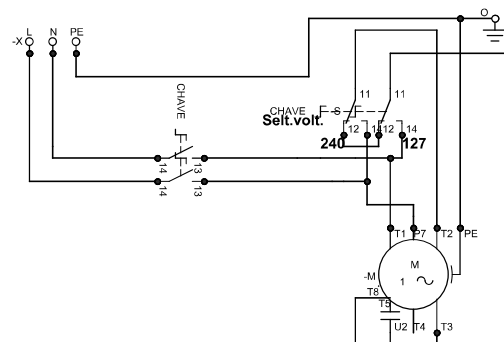 O
-X L N PE
11 11
CHAVE
CHAVE S
Selt.volt.
12 14 12 14
240 127
14 13
14 13
T1 P7 T2 PE
M
-M 1
T8
T5
U2 T4 T3